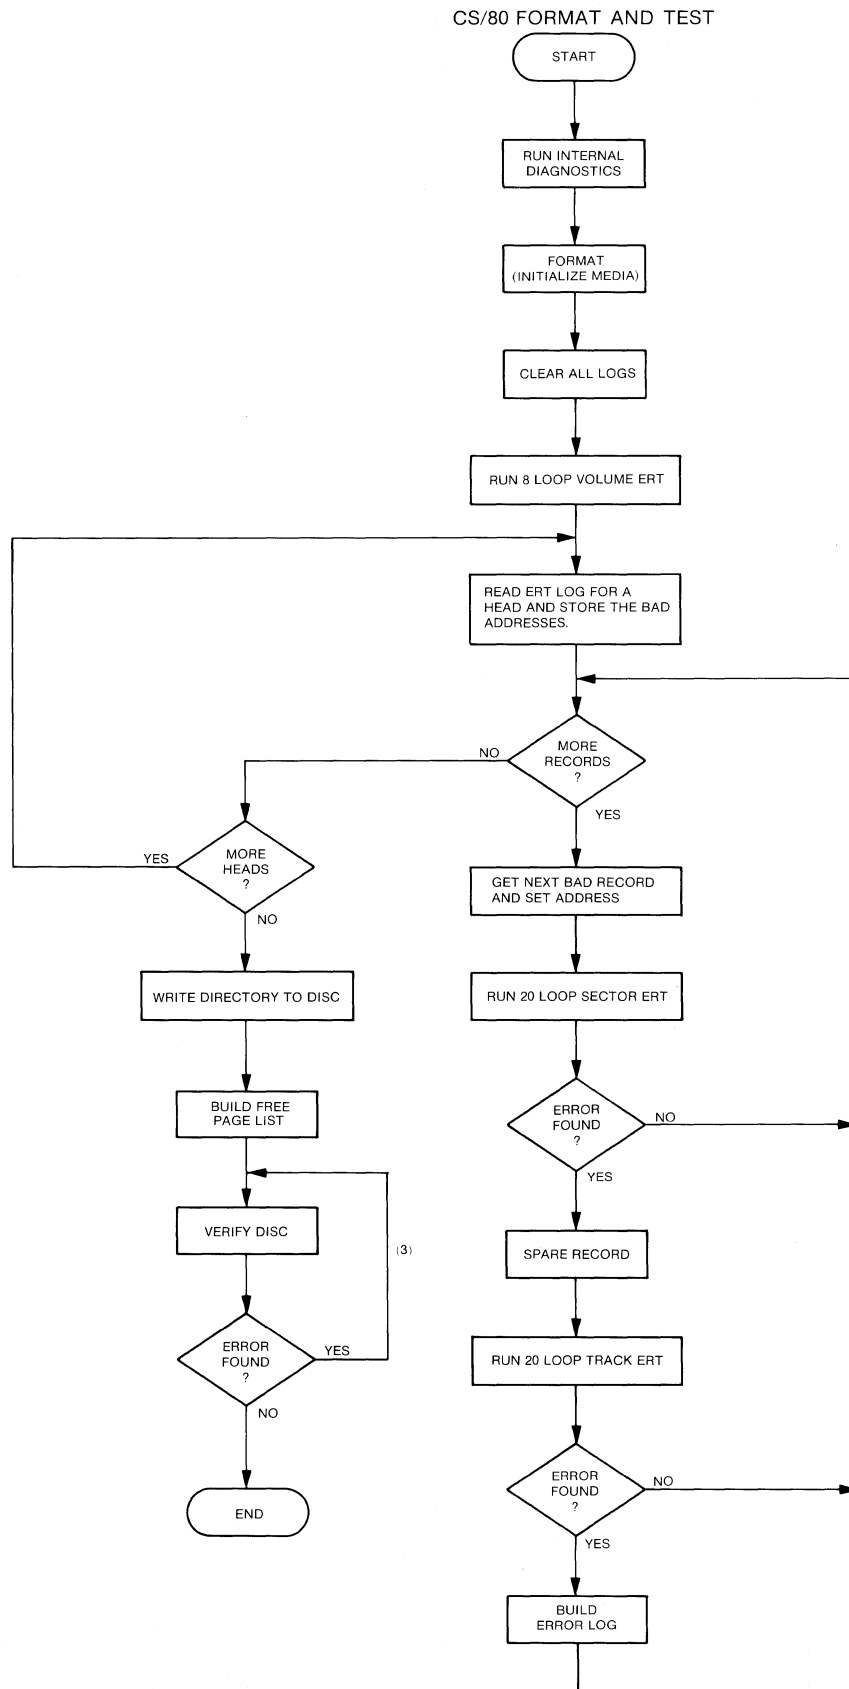 CS/80 FORMAT AND TEST
START
RUN INTERNAL
DIAGNOSTICS
FORMAT
(INITIALIZE MEDIA)
CLEAR ALL LOGS
RUN 8 LOOP VOLUME ERT
READ ERT LOG FOR A
HEAD AND STORE THE BAD
ADDRESSES.
MORE
RECORDS
?
NO
YES
MORE
HEADS
?
YES
NO
GET NEXT BAD RECORD
AND SET ADDRESS
WRITE DIRECTORY TO DISC
RUN 20 LOOP SECTOR ERT
BUILD FREE
PAGE LIST
ERROR
FOUND
?
NO
YES
VERIFY DISC
(3)
SPARE RECORD
ERROR
FOUND
?
YES
NO
RUN 20 LOOP TRACK ERT
END
ERROR
FOUND
?
NO
YES
BUILD
ERROR LOG